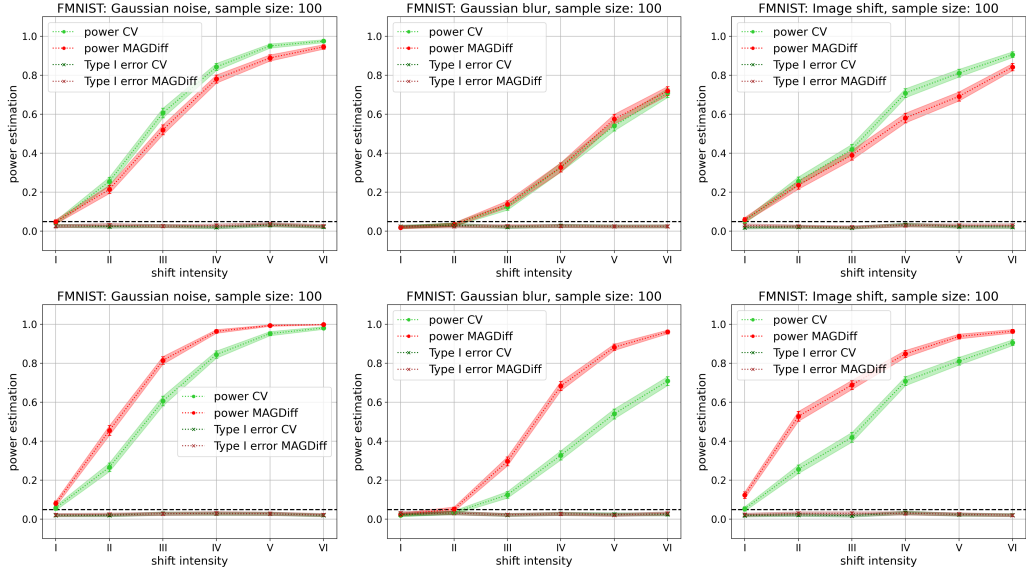 FMNIST: Gaussian noise, sample size: 100
power estimation
1.0
0.8
0.6
0.4
0.2
0.0
power CV
power MAGDiff
Type I error CV
Type I error MAGDiff
I II III IV V VI
shift intensity
FMNIST: Gaussian blur, sample size: 100
power estimation
1.0
0.8
0.6
0.4
0.2
0.0
power CV
power MAGDiff
Type I error CV
Type I error MAGDiff
I II III IV V VI
shift intensity
FMNIST: Image shift, sample size: 100
power estimation
1.0
0.8
0.6
0.4
0.2
0.0
power CV
power MAGDiff
Type I error CV
Type I error MAGDiff
I II III IV V VI
shift intensity
FMNIST: Gaussian noise, sample size: 100
power estimation
1.0
0.8
0.6
0.4
0.2
0.0
power CV
power MAGDiff
Type I error CV
Type I error MAGDiff
I II III IV V VI
shift intensity
FMNIST: Gaussian blur, sample size: 100
power estimation
1.0
0.8
0.6
0.4
0.2
0.0
power CV
power MAGDiff
Type I error CV
Type I error MAGDiff
I II III IV V VI
shift intensity
FMNIST: Image shift, sample size: 100
power estimation
1.0
0.8
0.6
0.4
0.2
0.0
power CV
power MAGDiff
Type I error CV
Type I error MAGDiff
I II III IV V VI
shift intensity